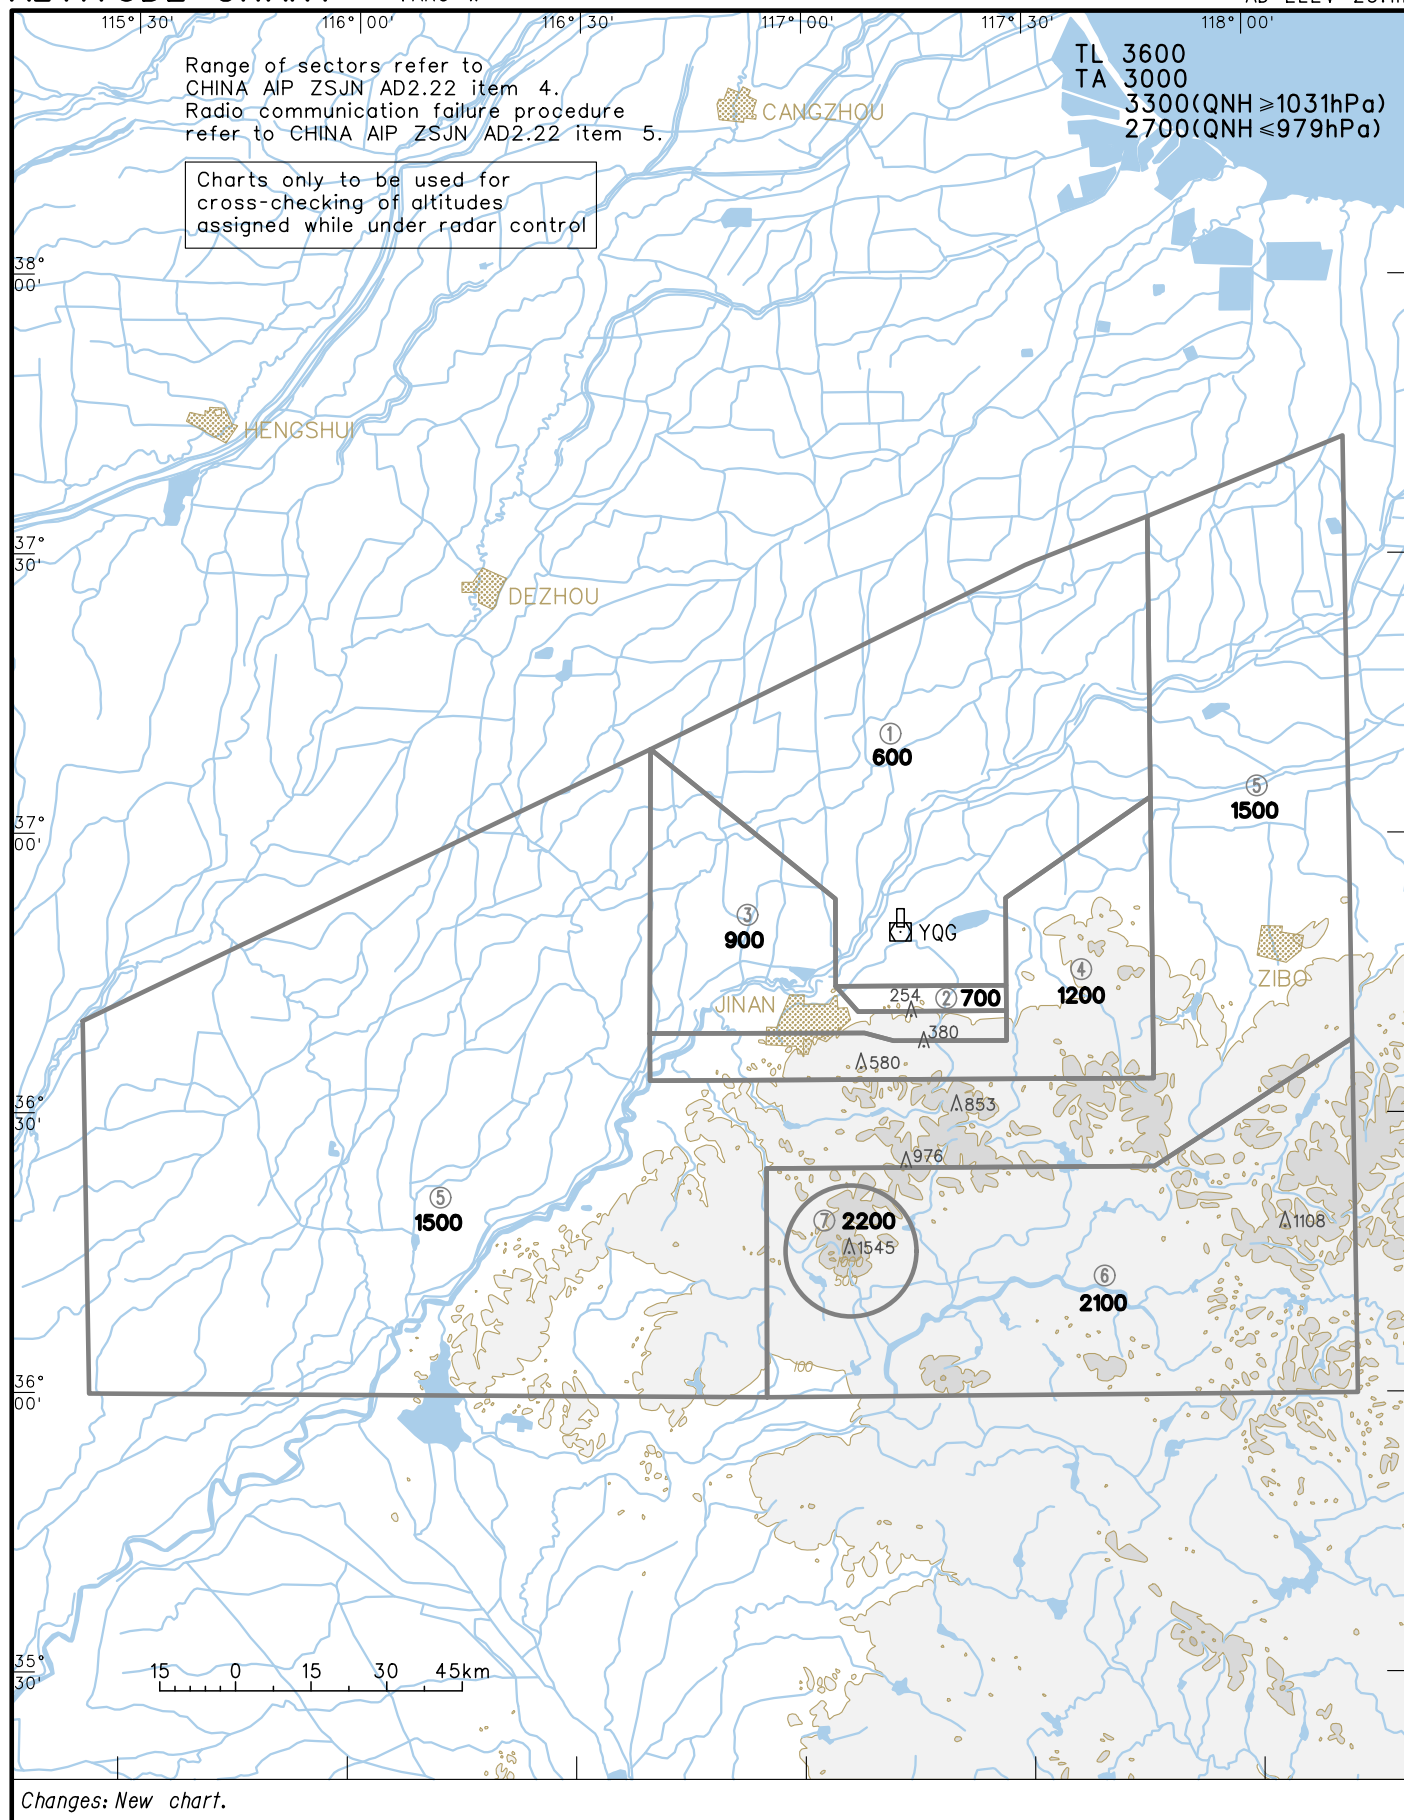 115°30'
116°00'
116°30'
117°00'
117°30'
118°00'
Range of sectors refer to
CHINA AIP ZSJN AD2.22 item 4.
Radio communication failure procedure
refer to CHINA AIP ZSJN AD2.22 item 5.
Charts only to be used for
cross-checking of altitudes
assigned while under radar control
TL 3600
TA 3000
3300(QNH ≥1031hPa)
2700(QNH ≤979hPa)
CANGZHOU
38°
00'
HENGSHUI
37°
30'
DEZHOU
① 
600
⑤
1500
37°
00'
③
900
YQG
ZIBO
④
1200
JINAN
254
② 700
380
580
853
36°
30'
976
⑤
1500
⑦ 2200
1545
1000
500
1108
⑥
2100
100
36°
00'
35°
30'
15 0 15 30 45km
Changes: New chart.